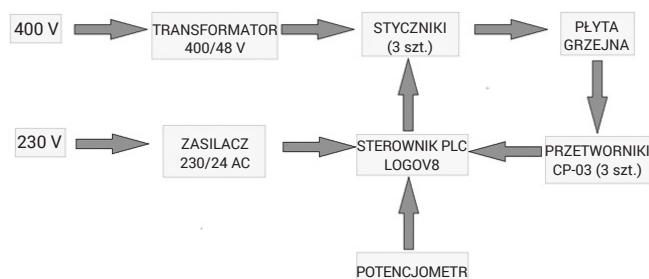 400 V
TRANSFORMATOR
400/48 V
STYCZNIKI
(3 szt.)
PŁYTA
GRZEJNA
230 V
ZASILACZ
230/24 AC
STEROWNIK PLC
LOGOV8
PRZETWORNIKI
CP-03 (3 szt.)
POTENCJOMETR